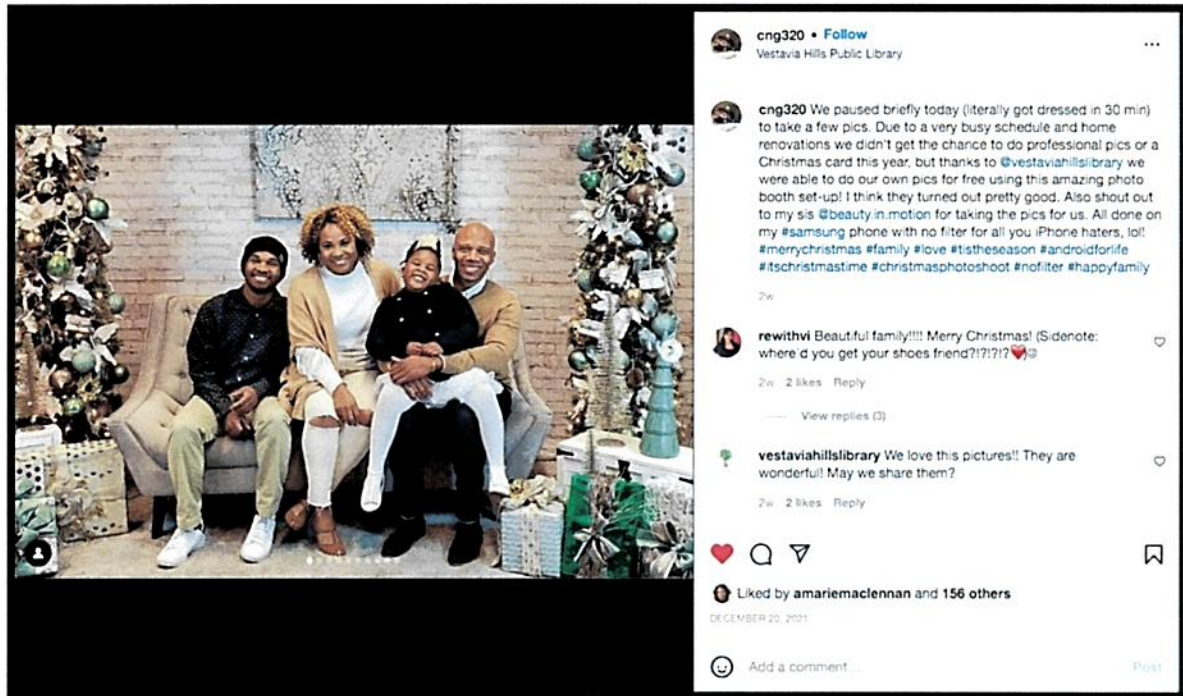 cng320 • Follow
Vestavia Hills Public Library
cng320 We paused briefly today (literally got dressed in 30 min)
to take a few pics. Due to a very busy schedule and home
renovations we didn't get the chance to do professional pics or a
Christmas card this year, but thanks to @vestaviahillslibrary we
were able to do our own pics for free using this amazing photo
booth set-up! I think they turned out pretty good. Also shout out
to my sis @beauty.in.motion for taking the pics for us. All done on
my #samsung phone with no filter for all you iPhone haters, lol!
#merrychristmas #family #love #tistheseason #androidforlife
#itschristmastime #christmasphotoshoot #nofilter #happyfamily
2w
rewithvi Beautiful family!!!! Merry Christmas! (Sidenote:
where'd you get your shoes friend?!?!?!?
2w 2 likes Reply
View replies (3)
vestaviahillslibrary We love this pictures!! They are
wonderful! May we share them?
2w 2 likes Reply
Liked by amariemaclennan and 156 others
DECEMBER 20, 2021
Add a comment...
Post